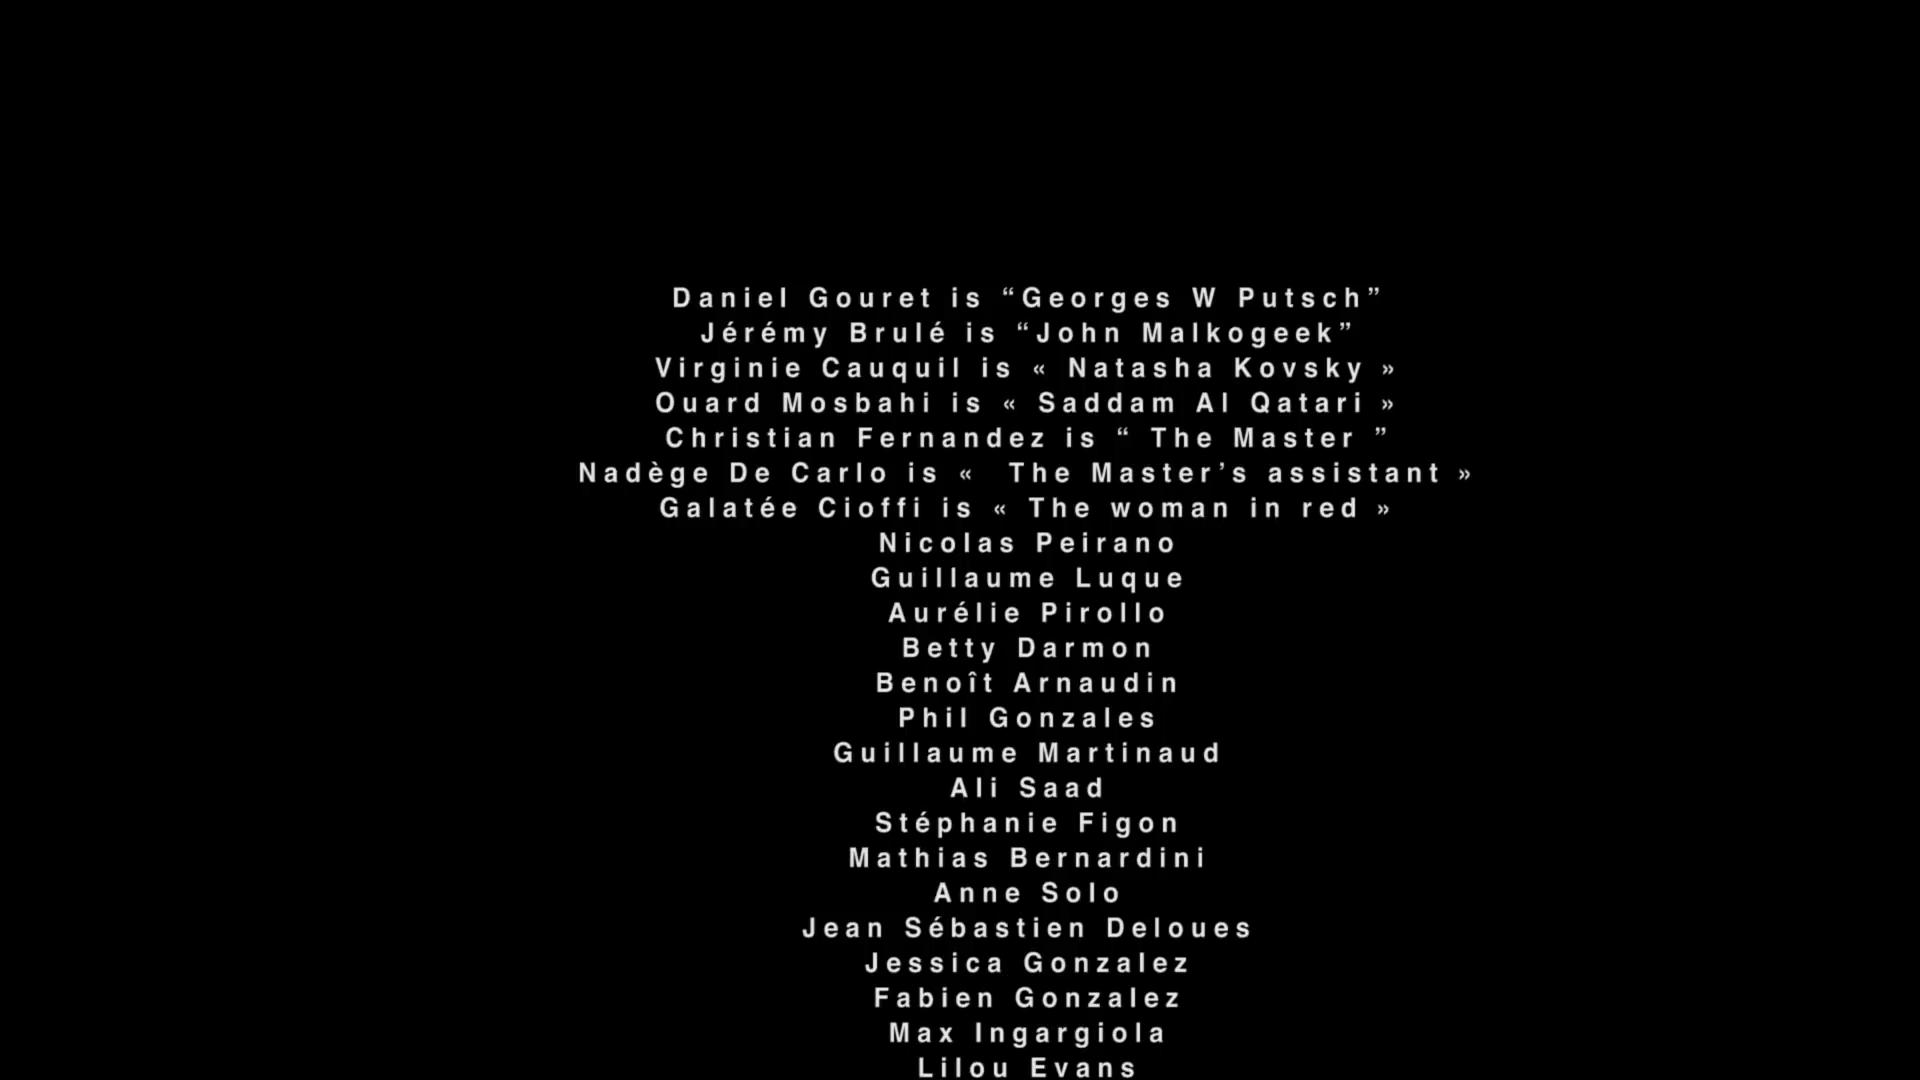 Daniel Gouret is “Georges W Putsch”
Jérémy Brulé is “John Malkogeek”
Virginie Cauquil is « Natasha Kovsky »
Ouard Mosbahi is « Saddam Al Qatari »
Christian Fernandez is “ The Master ”
Nadège De Carlo is «  The Master’s assistant »
Galatée Cioffi is « The woman in red »
Nicolas Peirano
Guillaume Luque
Aurélie Pirollo
Betty Darmon
Benoît Arnaudin
Phil Gonzales
Guillaume Martinaud
Ali Saad
Stéphanie Figon
Mathias Bernardini
Anne Solo
Jean Sébastien Deloues
Jessica Gonzalez
Fabien Gonzalez
Max Ingargiola
Lilou Evans